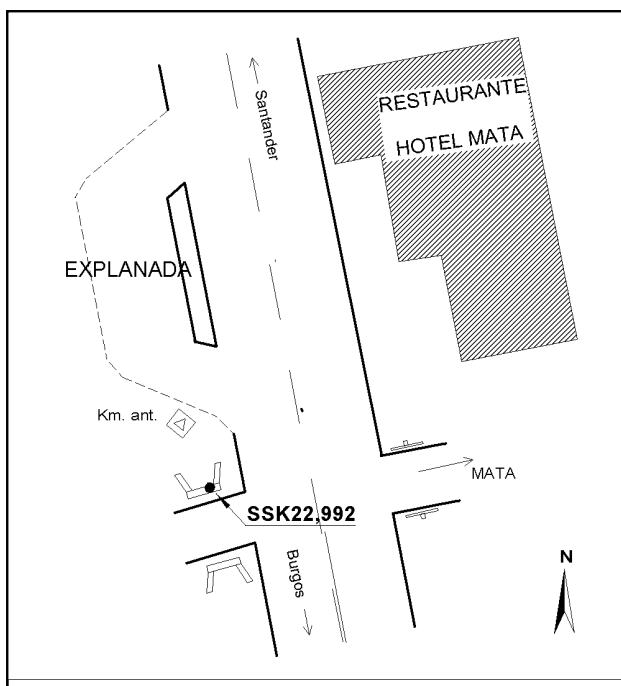 Santander
RESTAURANTE
HOTEL MATA
EXPLANADA
Km. ant.
MATA
SSK22,992
Burgos
N